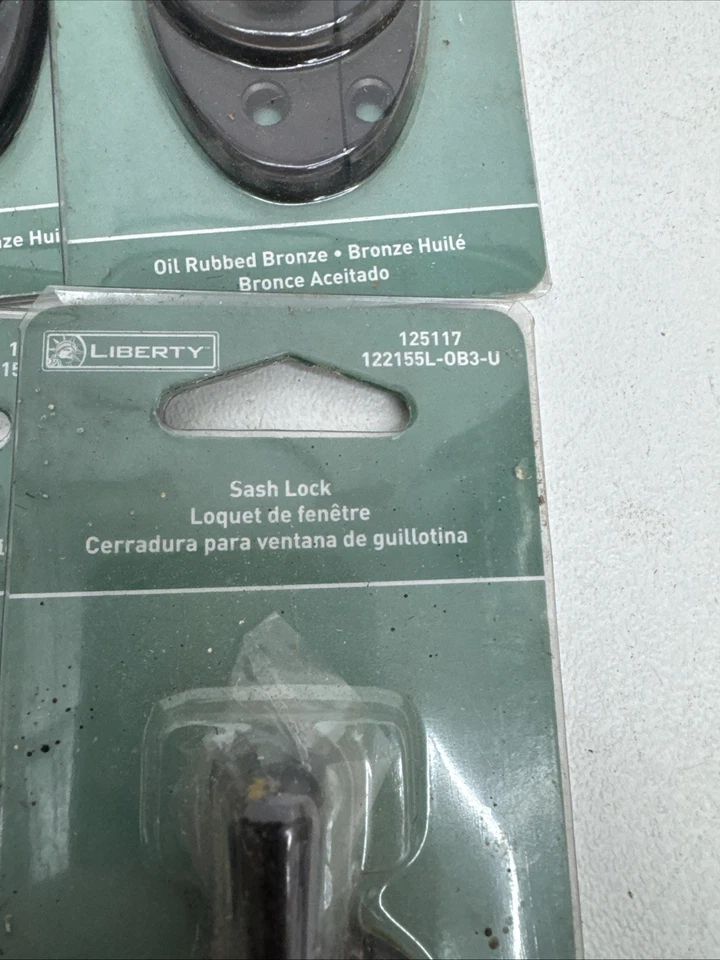 Oil Rubbed Bronze • Bronze Huilé
Bronce Aceitado
Hui
LIBERTY
125117
122155L-OB3-U
Sash Lock
Loquet de fenêtre
Cerradura para ventana de guillotina